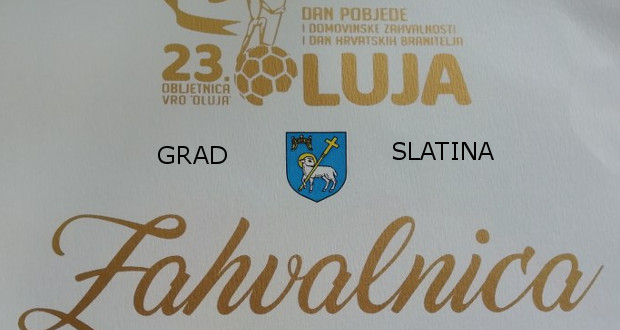 DAN POBJEDE
I DOMOVINSKE ZAHVALNOSTI
I DAN HRVATSKIH BRANITELJA
23.
OBLJETNICA
VRO "OLUJA"
OLUJA
GRAD SLATINA
Zahvalnica